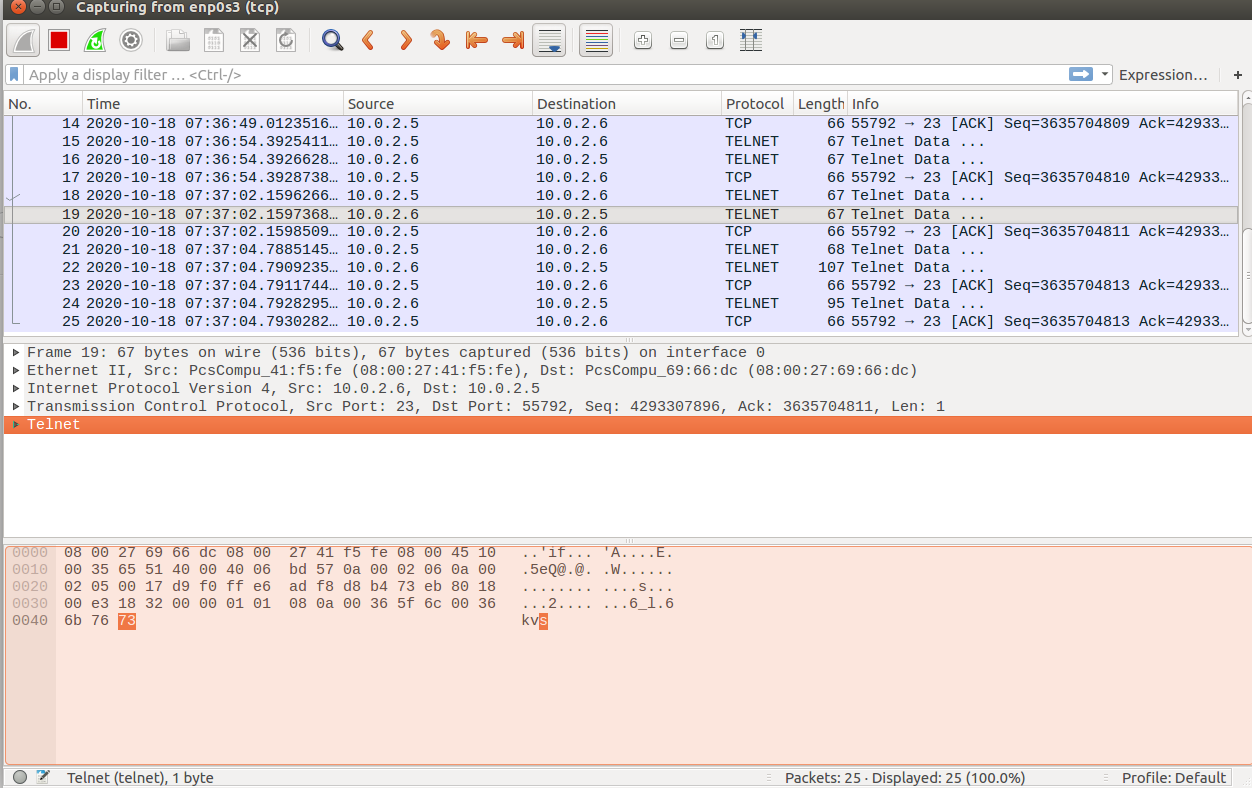 Capturing from enp0s3 (tcp)
Apply a display filter … <Ctrl-/>
Expression…
+
No. Time Source Destination Protocol Length Info
14 2020-10-18 07:36:49.0123516… 10.0.2.5 10.0.2.6 TCP 66 55792 → 23 [ACK] Seq=3635704809 Ack=42933…
15 2020-10-18 07:36:54.3925411… 10.0.2.5 10.0.2.6 TELNET 67 Telnet Data ...
16 2020-10-18 07:36:54.3926628… 10.0.2.6 10.0.2.5 TELNET 67 Telnet Data ...
17 2020-10-18 07:36:54.3928738… 10.0.2.5 10.0.2.6 TCP 66 55792 → 23 [ACK] Seq=3635704810 Ack=42933…
18 2020-10-18 07:37:02.1596266… 10.0.2.5 10.0.2.6 TELNET 67 Telnet Data ...
19 2020-10-18 07:37:02.1597368… 10.0.2.6 10.0.2.5 TELNET 67 Telnet Data ...
20 2020-10-18 07:37:02.1598509… 10.0.2.5 10.0.2.6 TCP 66 55792 → 23 [ACK] Seq=3635704811 Ack=42933…
21 2020-10-18 07:37:04.7885145… 10.0.2.5 10.0.2.6 TELNET 68 Telnet Data ...
22 2020-10-18 07:37:04.7909235… 10.0.2.6 10.0.2.5 TELNET 107 Telnet Data ...
23 2020-10-18 07:37:04.7911744… 10.0.2.5 10.0.2.6 TCP 66 55792 → 23 [ACK] Seq=3635704813 Ack=42933…
24 2020-10-18 07:37:04.7928295… 10.0.2.6 10.0.2.5 TELNET 95 Telnet Data ...
25 2020-10-18 07:37:04.7930282… 10.0.2.5 10.0.2.6 TCP 66 55792 → 23 [ACK] Seq=3635704813 Ack=42933…
Frame 19: 67 bytes on wire (536 bits), 67 bytes captured (536 bits) on interface 0
Ethernet II, Src: PcsCompu_41:f5:fe (08:00:27:41:f5:fe), Dst: PcsCompu_69:66:dc (08:00:27:69:66:dc)
Internet Protocol Version 4, Src: 10.0.2.6, Dst: 10.0.2.5
Transmission Control Protocol, Src Port: 23, Dst Port: 55792, Seq: 4293307896, Ack: 3635704811, Len: 1
Telnet
0000 08 00 27 69 66 dc 08 00 27 41 f5 fe 08 00 45 10 ..'if... 'A....E.
0010 00 35 65 51 40 00 40 06 bd 57 0a 00 02 06 0a 00 .5eQ@.@. .W......
0020 02 05 00 17 d9 f0 ff e6 ad f8 d8 b4 73 eb 80 18 ........ ....s...
0030 00 e3 18 32 00 00 01 01 08 0a 00 36 5f 6c 00 36 ...2.... ...6_l.6
0040 6b 76 73 kvs
Telnet (telnet), 1 byte
Packets: 25 · Displayed: 25 (100.0%)
Profile: Default